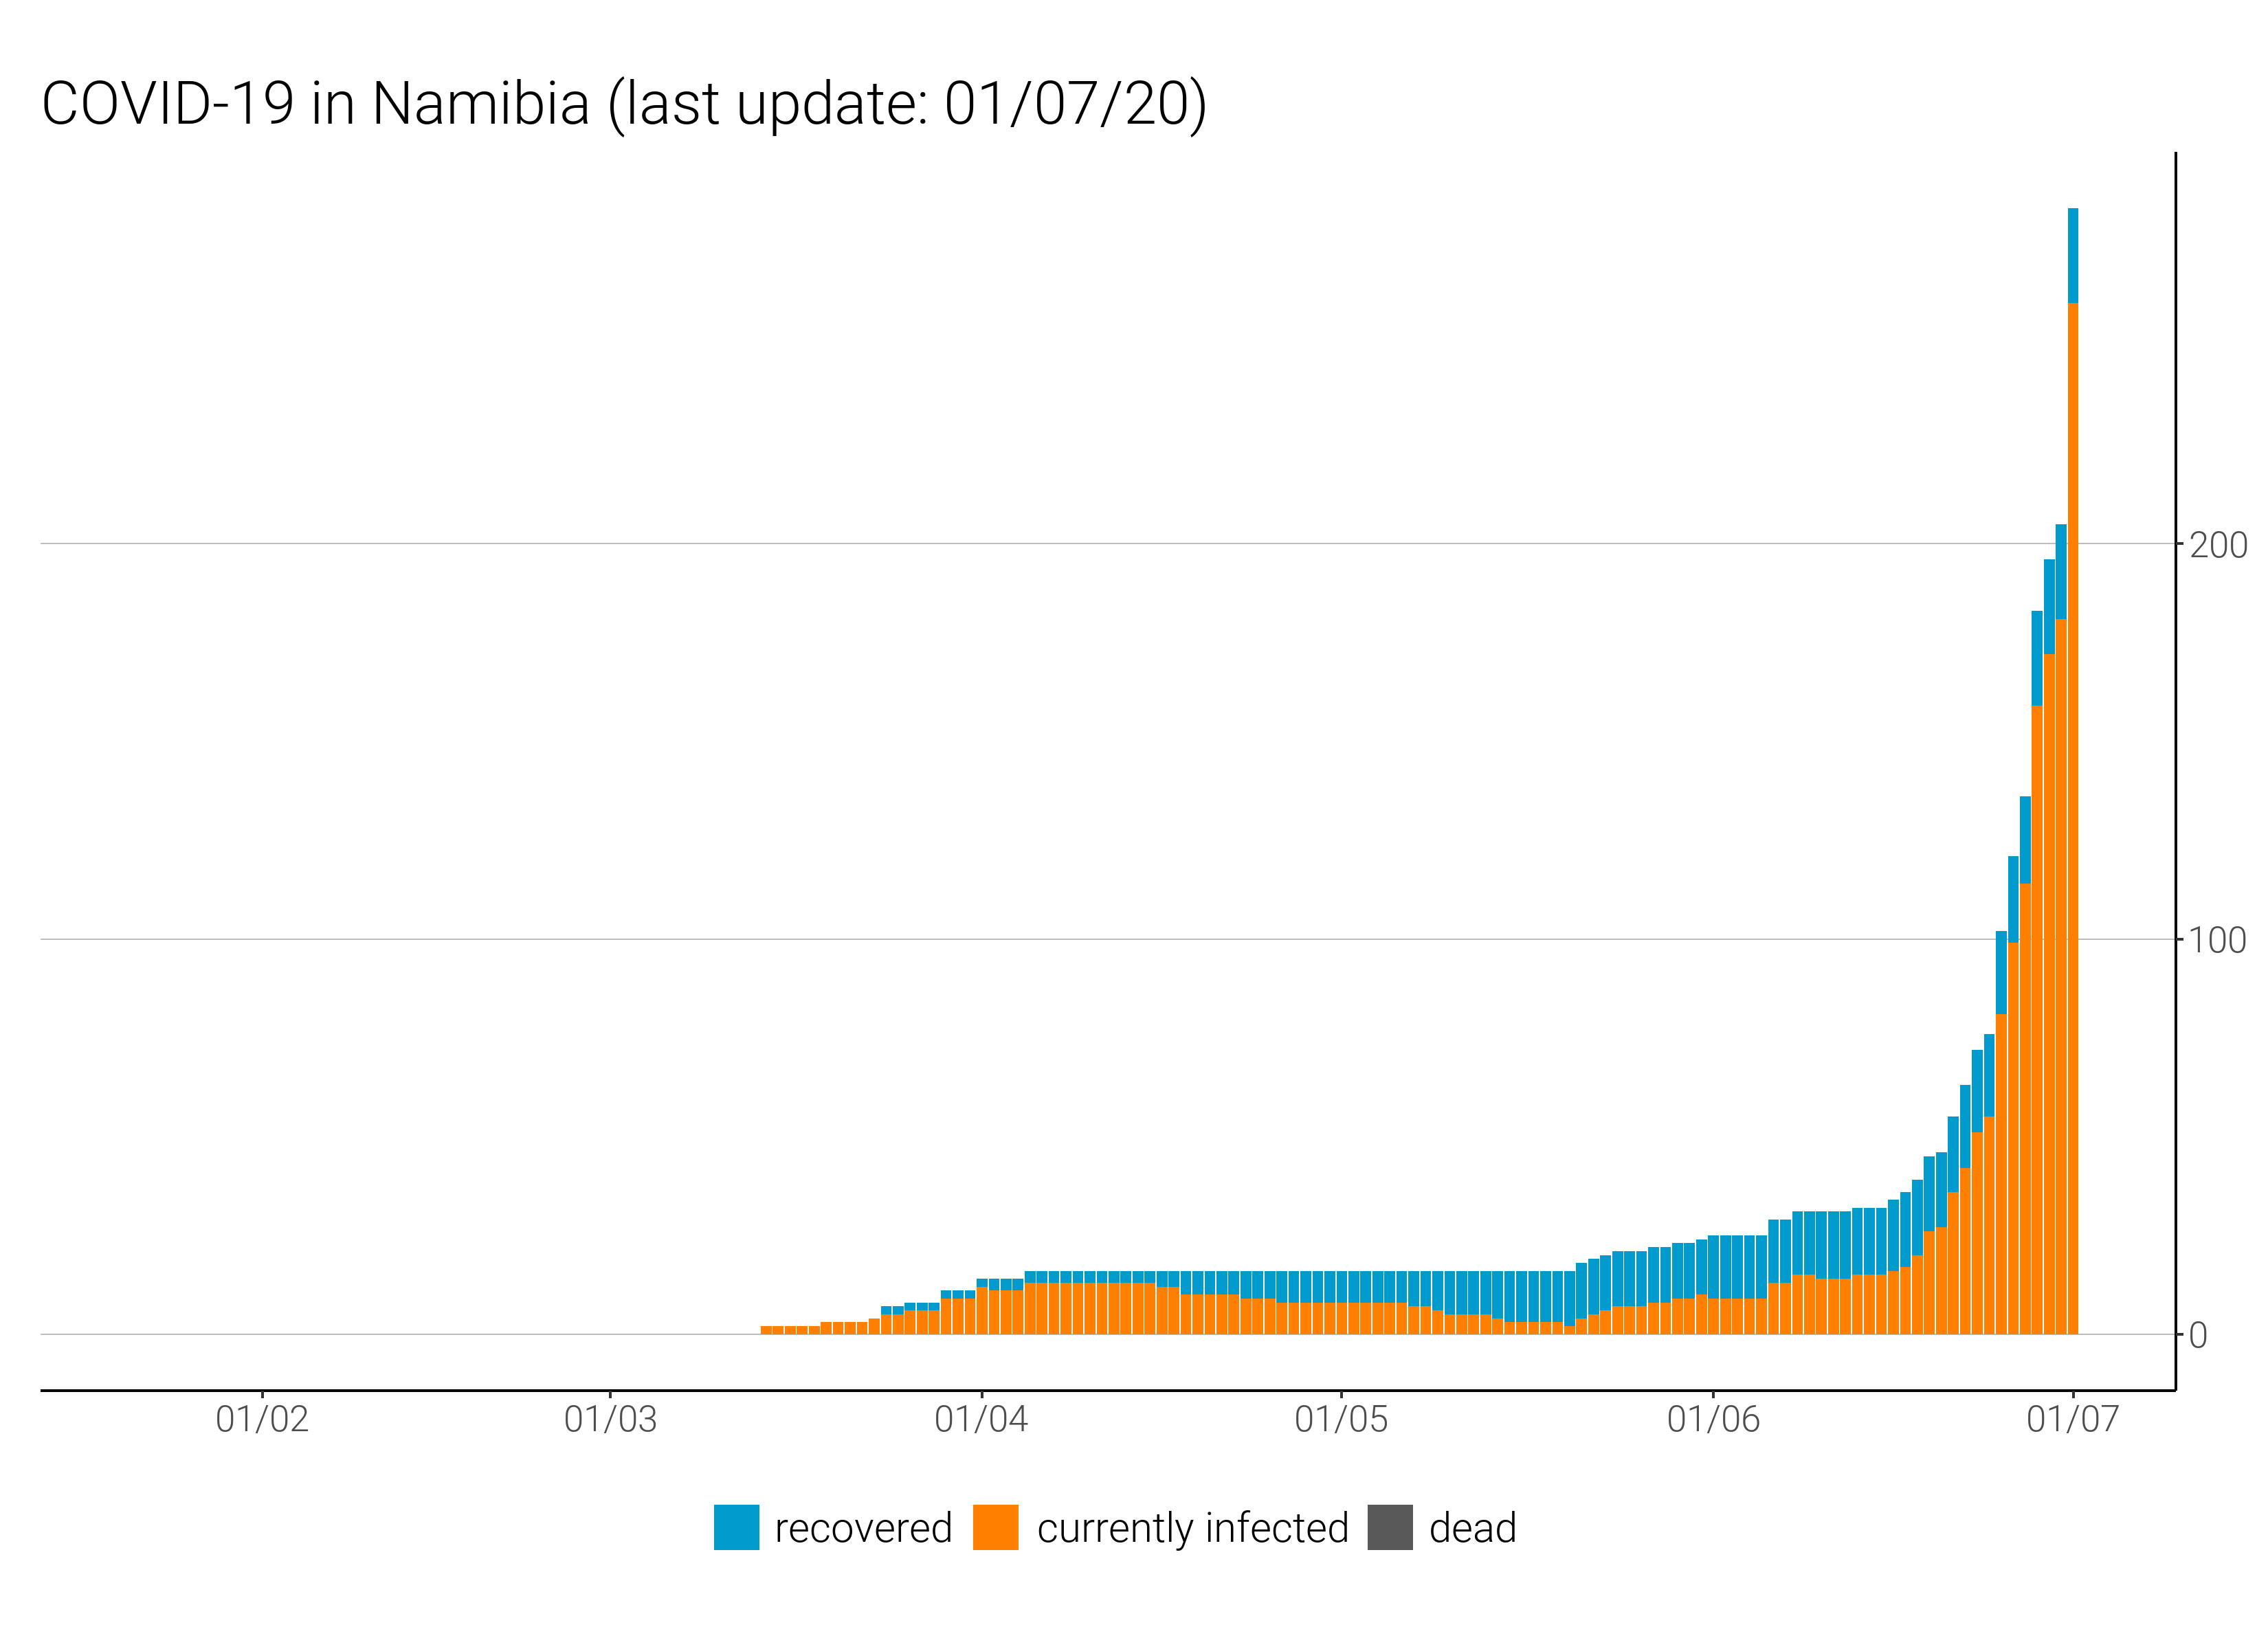 COVID-19 in Namibia (last update: 01/07/20)
200
100
0
01/02 01/03 01/04 01/05 01/06 01/07
recovered currently infected dead